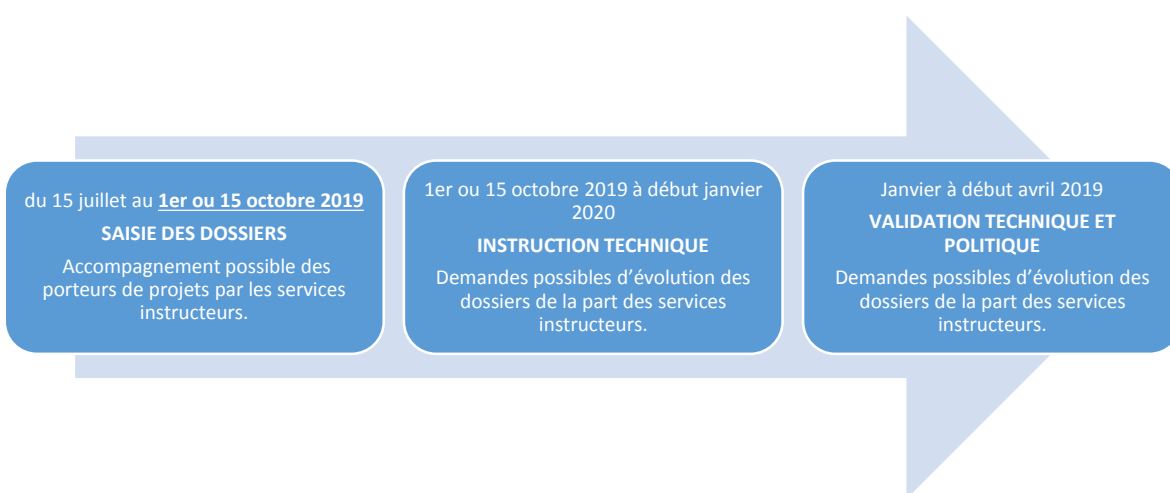 du 15 juillet au 1er ou 15 octobre 2019
SAISIE DES DOSSIERS
Accompagnement possible des
porteurs de projets par les services
instructeurs.
1er ou 15 octobre 2019 à début janvier
2020
INSTRUCTION TECHNIQUE
Demandes possibles d’évolution des
dossiers de la part des services
instructeurs.
Janvier à début avril 2019
VALIDATION TECHNIQUE ET
POLITIQUE
Demandes possibles d’évolution des
dossiers de la part des services
instructeurs.